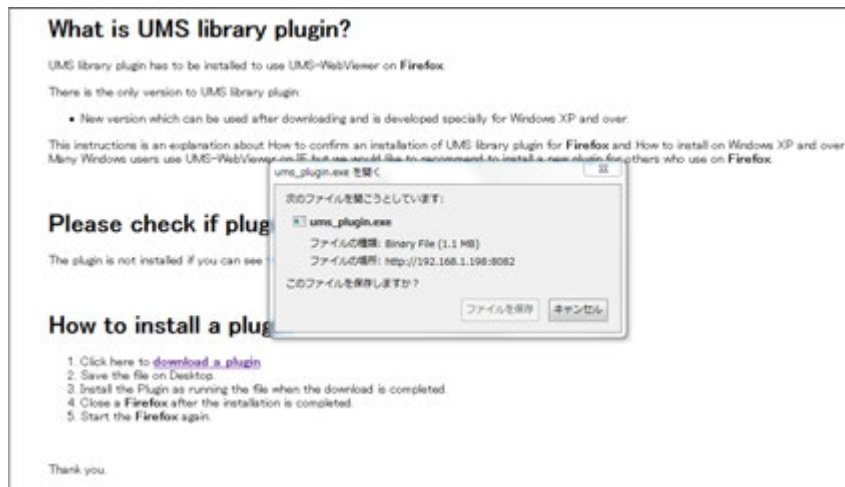 What is UMS library plugin?
UMS library plugin has to be installed to use UMS-WebViewer on Firefox.
There is the only version to UMS library plugin:
• New version which can be used after downloading and is developed specially for Windows XP and over.
This instructions is an explanation about How to confirm an installation of UMS library plugin for Firefox and How to install on Windows XP and over
Many Windows users use UMS-WebViewer on IE but we would like to recommend to install a new plugin for others who use on Firefox.
ums_plugin.exe を開く
次のファイルを開こうとしています:
ums_plugin.exe
ファイルの種類: Binary File (1.1 MB)
ファイルの場所: http://192.168.1.198:8082
このファイルを保存しますか?
ファイルを保存 キャンセル
Please check if plug
The plugin is not installed if you can see
How to install a plug
1. Click here to download a plugin
2. Save the file on Desktop.
3. Install the Plugin as running the file when the download is completed.
4. Close a Firefox after the installation is completed.
5. Start the Firefox again.
Thank you.